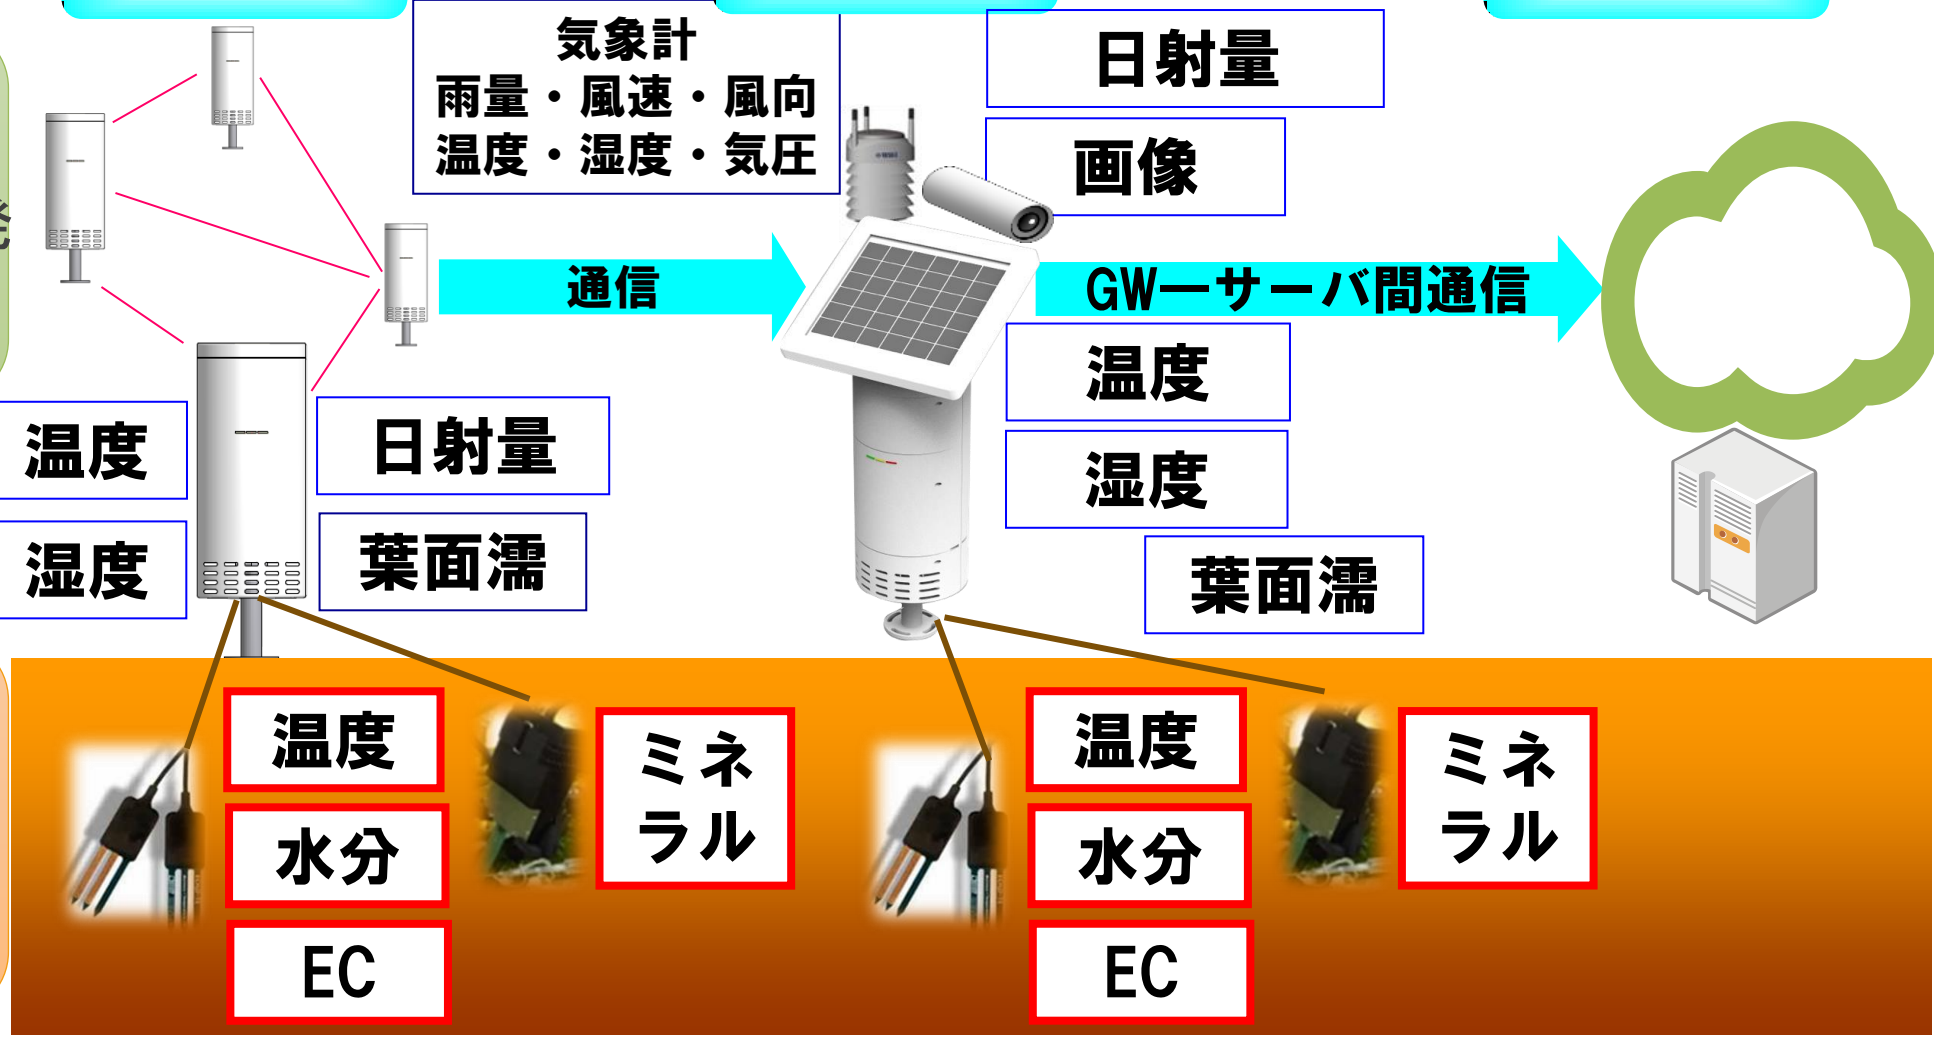 気象計
雨量・風速・風向
温度・湿度・気圧
日射量
画像
通信
GW―サーバ間通信
温度
湿度
葉面濡
温度
湿度
日射量
葉面濡
温度
水分
EC
ミネ
ラル
温度
水分
EC
ミネ
ラル